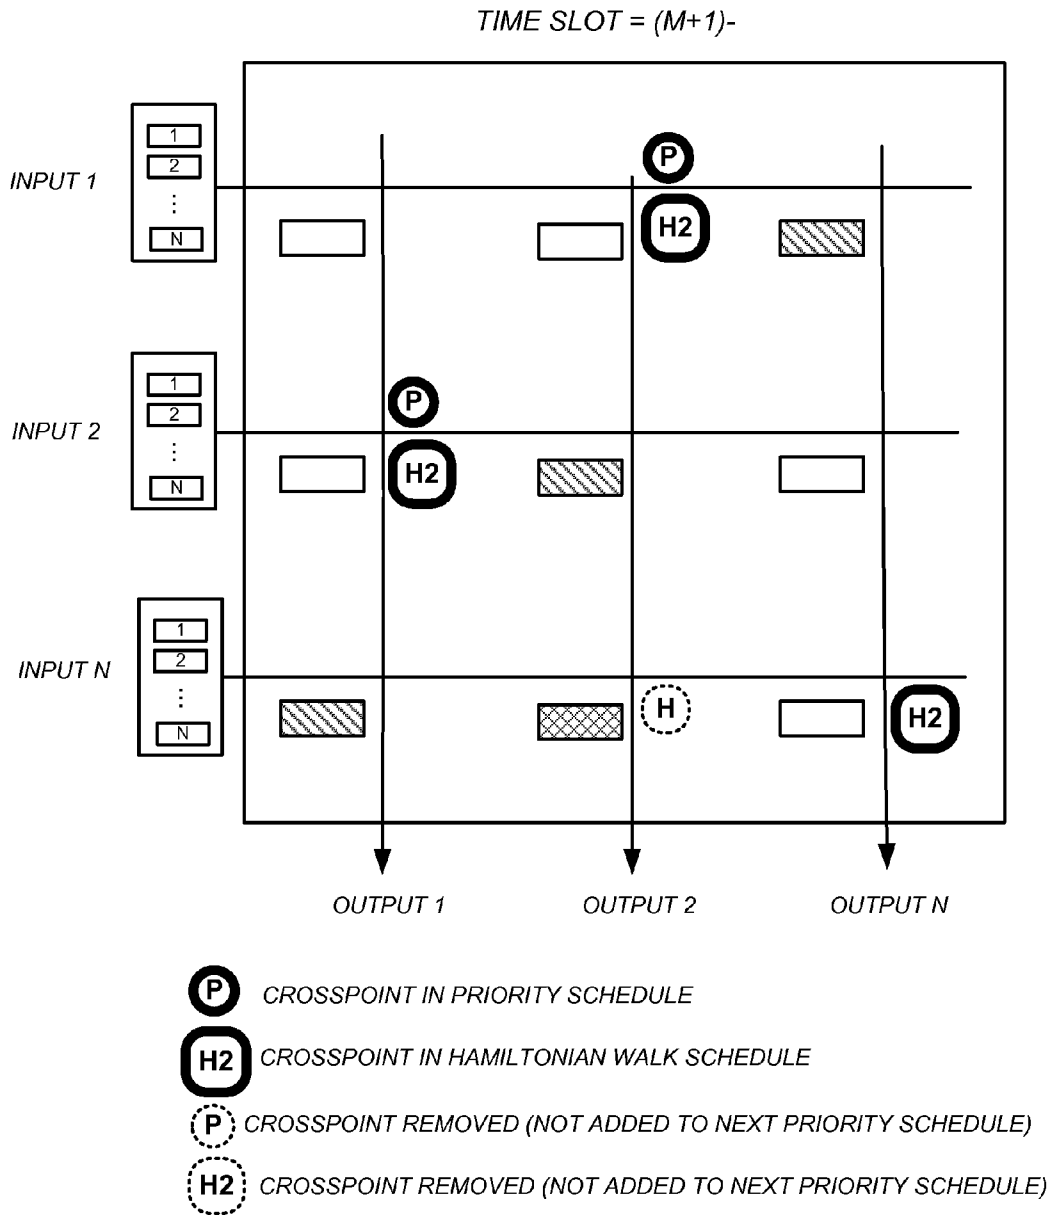 TIME SLOT = (M+1)-
1
2
⋮
N
INPUT 1
P
H2
1
2
⋮
N
INPUT 2
P
H2
1
2
⋮
N
INPUT N
H
H2
OUTPUT 1 OUTPUT 2 OUTPUT N
P CROSSPOINT IN PRIORITY SCHEDULE
H2 CROSSPOINT IN HAMILTONIAN WALK SCHEDULE
P CROSSPOINT REMOVED (NOT ADDED TO NEXT PRIORITY SCHEDULE)
H2 CROSSPOINT REMOVED (NOT ADDED TO NEXT PRIORITY SCHEDULE)